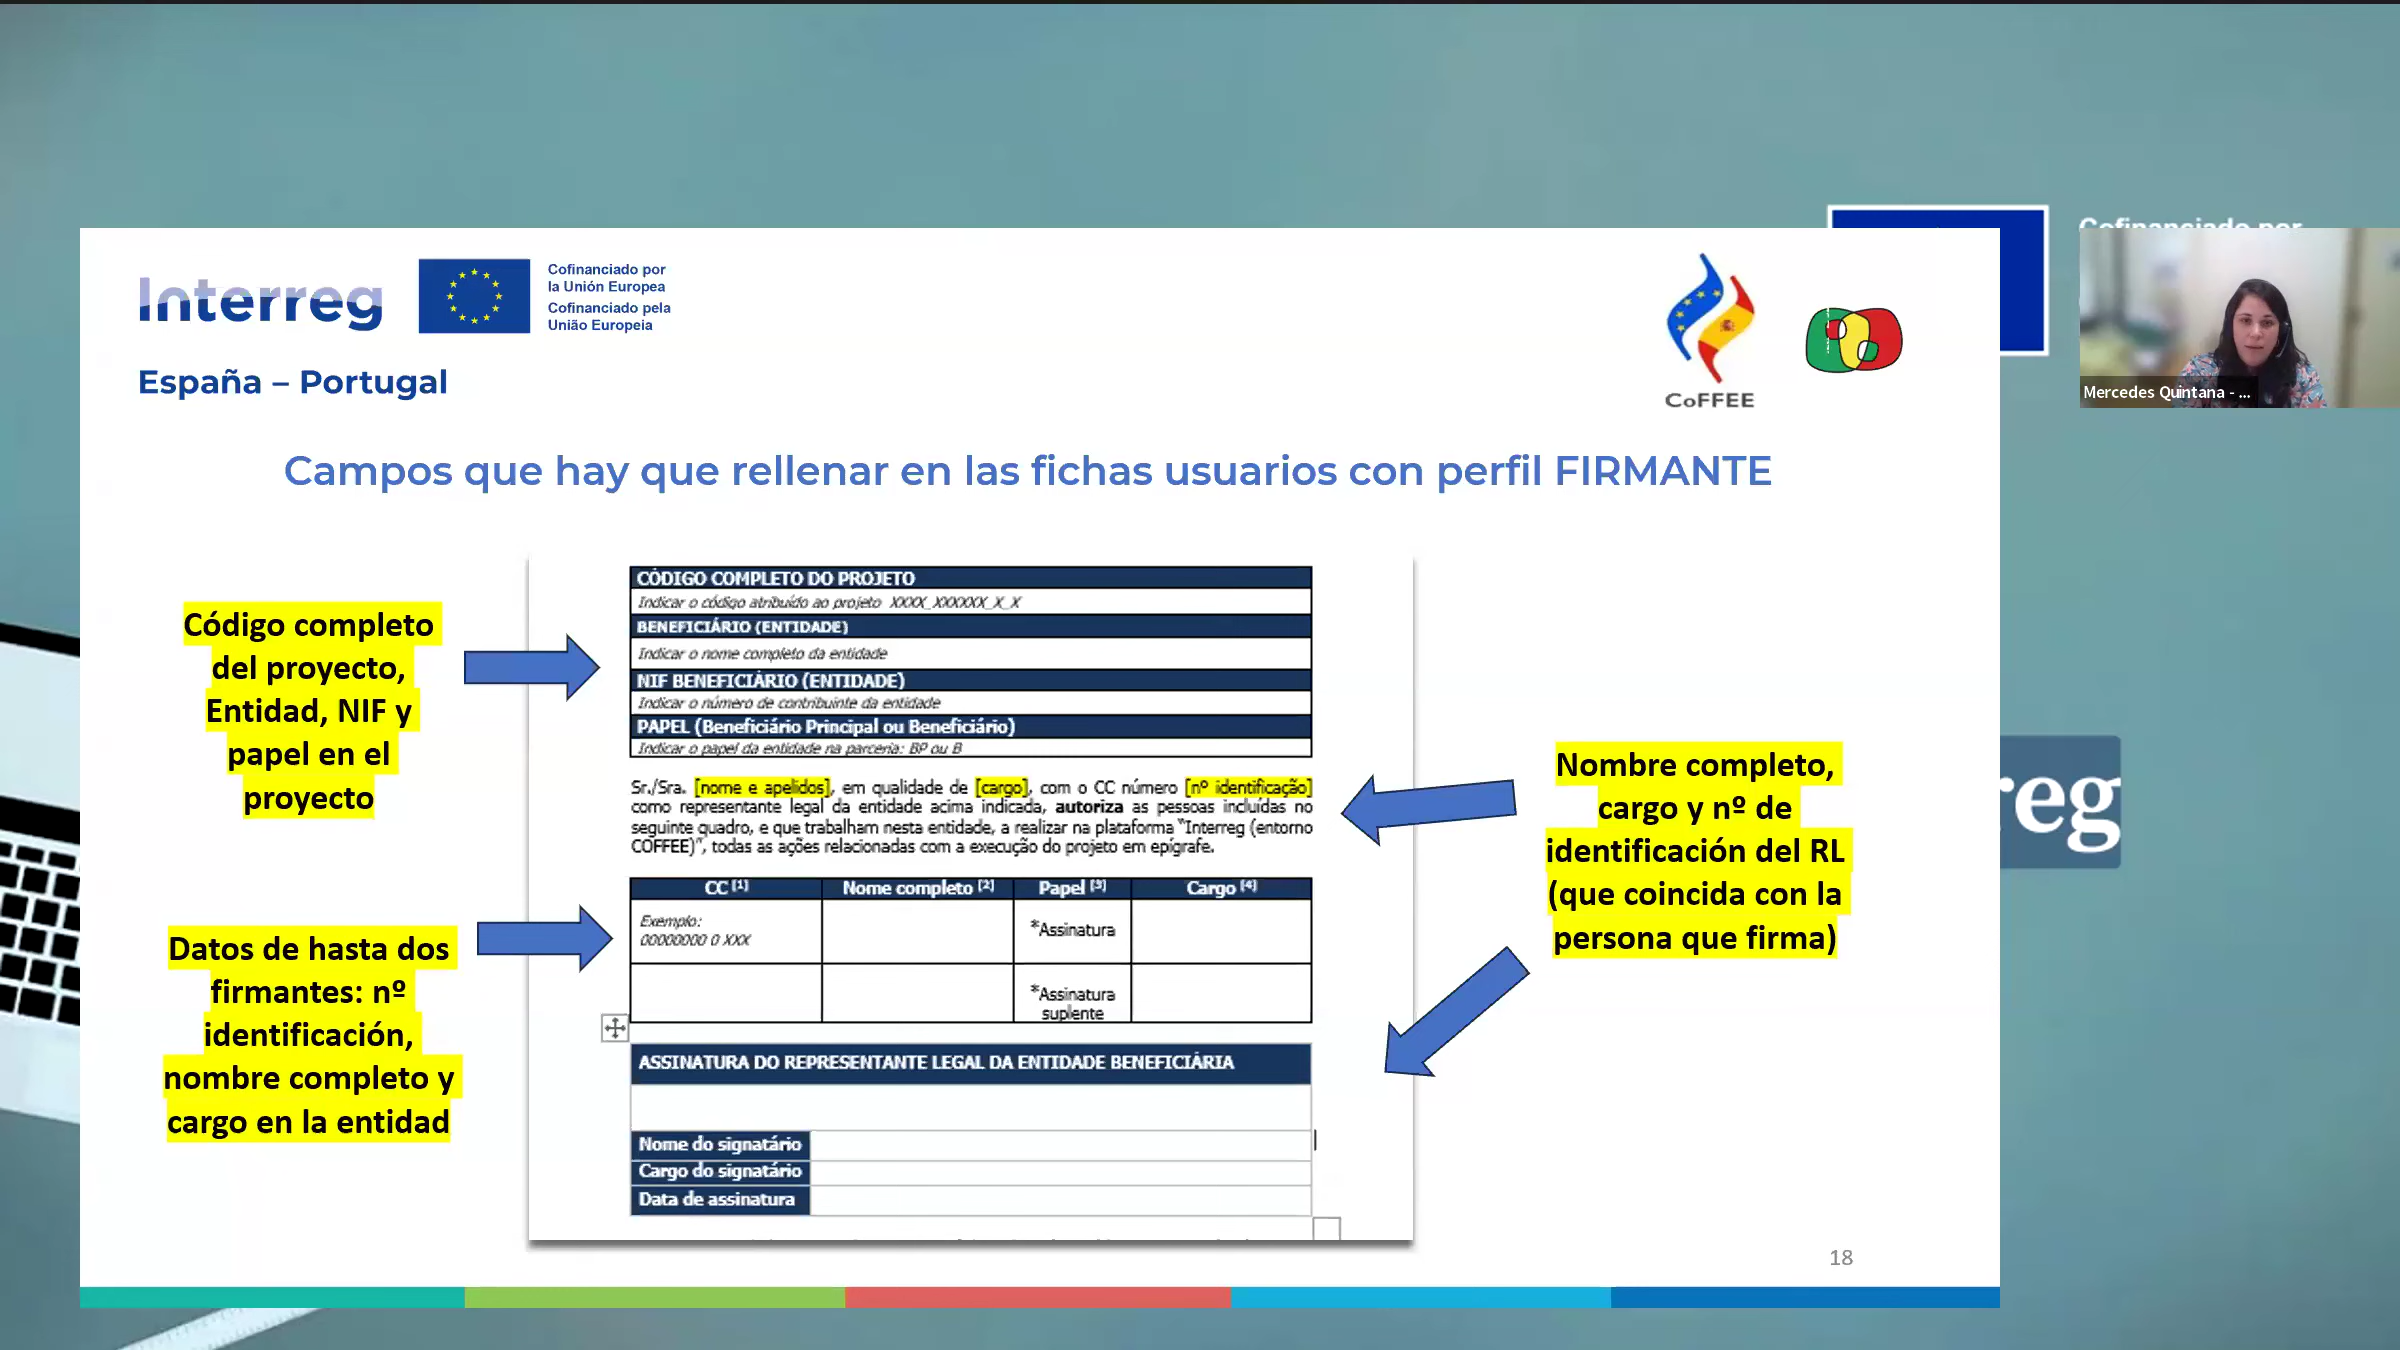 Cofinanciado por
Interreg
Cofinanciado por
la Unión Europea
Cofinanciado pela
União Europeia
España – Portugal
CoFFEE
Mercedes Quintana - ...
Campos que hay que rellenar en las fichas usuarios con perfil FIRMANTE
Código completo
del proyecto,
Entidad, NIF y
papel en el
proyecto
CÓDIGO COMPLETO DO PROJETO
Indicar o código atribuído ao projeto XXXX_XXXXXX_X_X
BENEFICIÁRIO (ENTIDADE)
Indicar o nome completo da entidade
NIF BENEFICIÁRIO (ENTIDADE)
Indicar o número de contribuinte da entidade
PAPEL (Beneficiário Principal ou Beneficiário)
Indicar o papel da entidade na parceria: BP ou B
Sr./Sra. [nome e apelidos], em qualidade de [cargo], com o CC número [nº identificação]
como representante legal da entidade acima indicada, autoriza as pessoas incluídas no
seguinte quadro, e que trabalham nesta entidade, a realizar na plataforma "Interreg (entorno
COFFEE)", todas as ações relacionadas com a execução do projeto em epígrafe.
Nombre completo,
cargo y nº de
identificación del RL
(que coincida con la
persona que firma)
reg
Datos de hasta dos
firmantes: nº
identificación,
nombre completo y
cargo en la entidad
CC [1] Nome completo [2] Papel [3] Cargo [4]
Exemplo:
00000000 0 XXX
*Assinatura
*Assinatura
suplente
ASSINATURA DO REPRESENTANTE LEGAL DA ENTIDADE BENEFICIÁRIA
Nome do signatário
Cargo do signatário
Data de assinatura
18